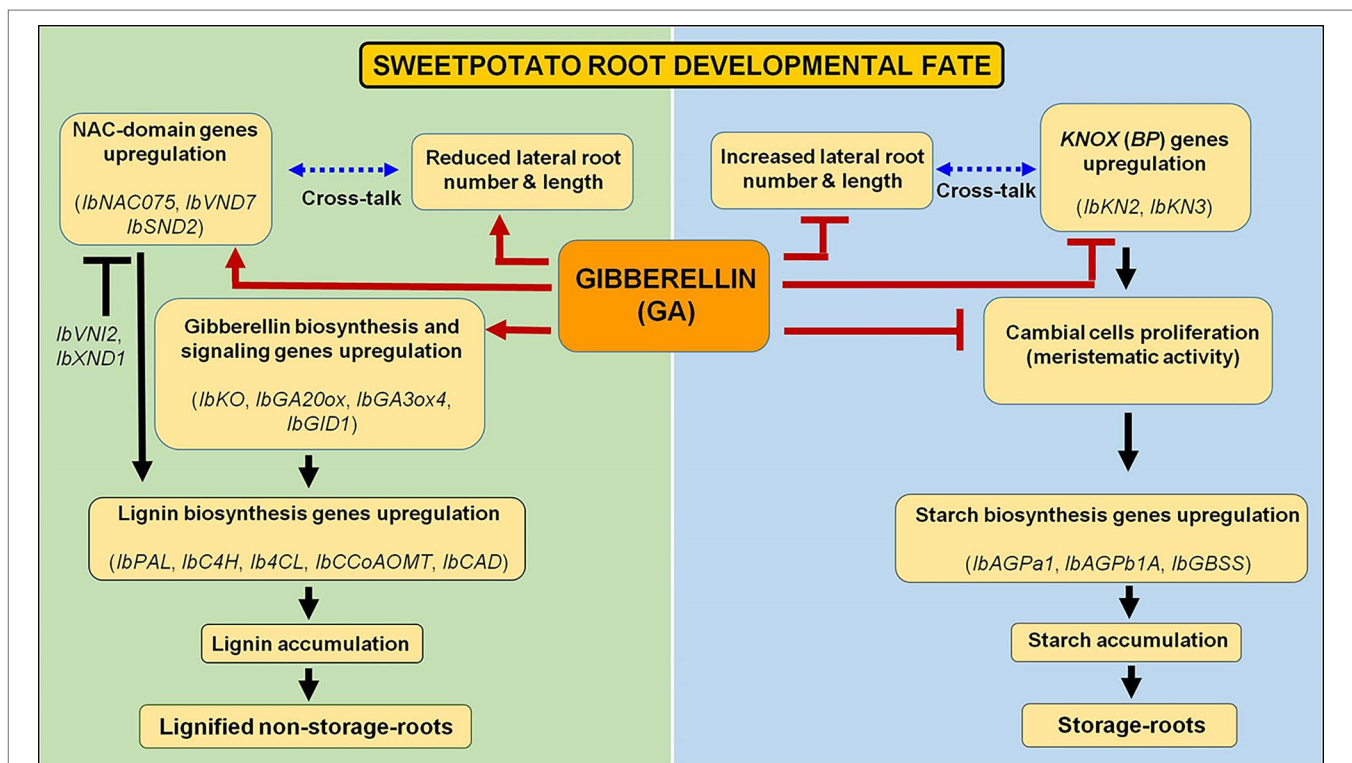 SWEETPOTATO ROOT DEVELOPMENTAL FATE
NAC-domain genes
upregulation
(IbNAC075, IbVND7
IbSND2)
Cross-talk
Reduced lateral root
number & length
Increased lateral root
number & length
Cross-talk
KNOX (BP) genes
upregulation
(IbKN2, IbKN3)
GIBBERELLIN
(GA)
IbVNI2,
IbXND1
Gibberellin biosynthesis and
signaling genes upregulation
(IbKO, IbGA20ox, IbGA3ox4,
IbGID1)
Cambial cells proliferation
(meristematic activity)
Lignin biosynthesis genes upregulation
(IbPAL, IbC4H, Ib4CL, IbCCoAOMT, IbCAD)
Starch biosynthesis genes upregulation
(IbAGPa1, IbAGPb1A, IbGBSS)
Lignin accumulation
Starch accumulation
Lignified non-storage-roots
Storage-roots